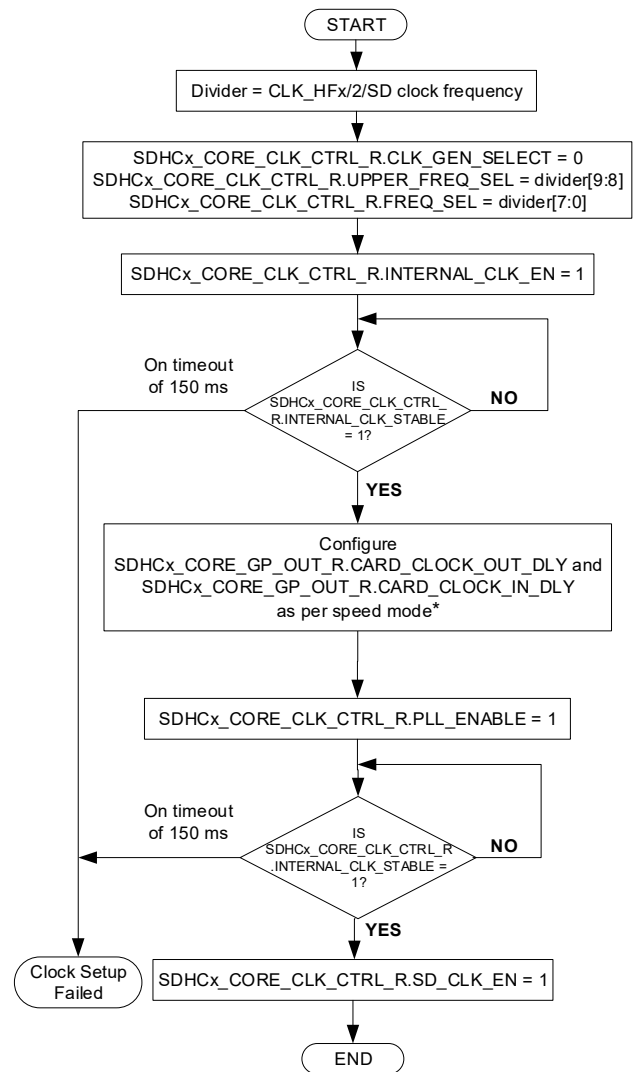 START
Divider = CLK_HFx/2/SD clock frequency
SDHCx_CORE_CLK_CTRL_R.CLK_GEN_SELECT = 0
SDHCx_CORE_CLK_CTRL_R.UPPER_FREQ_SEL = divider[9:8]
SDHCx_CORE_CLK_CTRL_R.FREQ_SEL = divider[7:0]
SDHCx_CORE_CLK_CTRL_R.INTERNAL_CLK_EN = 1
On timeout
of 150 ms
IS
SDHCx_CORE_CLK_CTRL_
R.INTERNAL_CLK_STABLE
= 1?
NO
YES
Configure
SDHCx_CORE_GP_OUT_R.CARD_CLOCK_OUT_DLY and
SDHCx_CORE_GP_OUT_R.CARD_CLOCK_IN_DLY
as per speed mode*
SDHCx_CORE_CLK_CTRL_R.PLL_ENABLE = 1
On timeout
of 150 ms
IS
SDHCx_CORE_CLK_CTRL_R
.INTERNAL_CLK_STABLE =
1?
NO
YES
Clock Setup
Failed
SDHCx_CORE_CLK_CTRL_R.SD_CLK_EN = 1
END